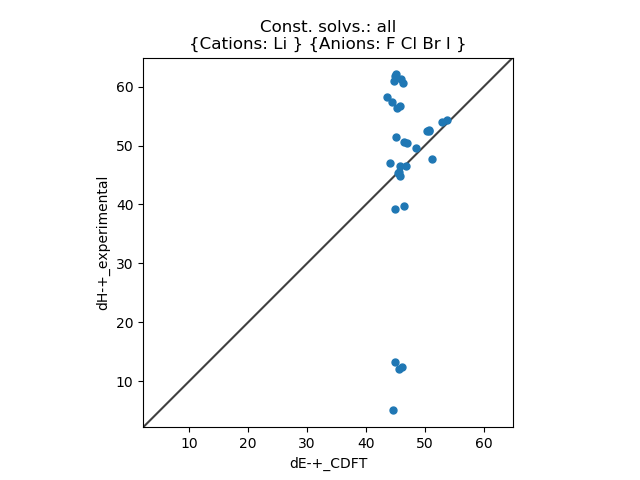 Const. solvs.: all
{Cations: Li } {Anions: F Cl Br I }
60
50
40
30
20
10
dH-+_experimental
10 20 30 40 50 60
dE-+_CDFT